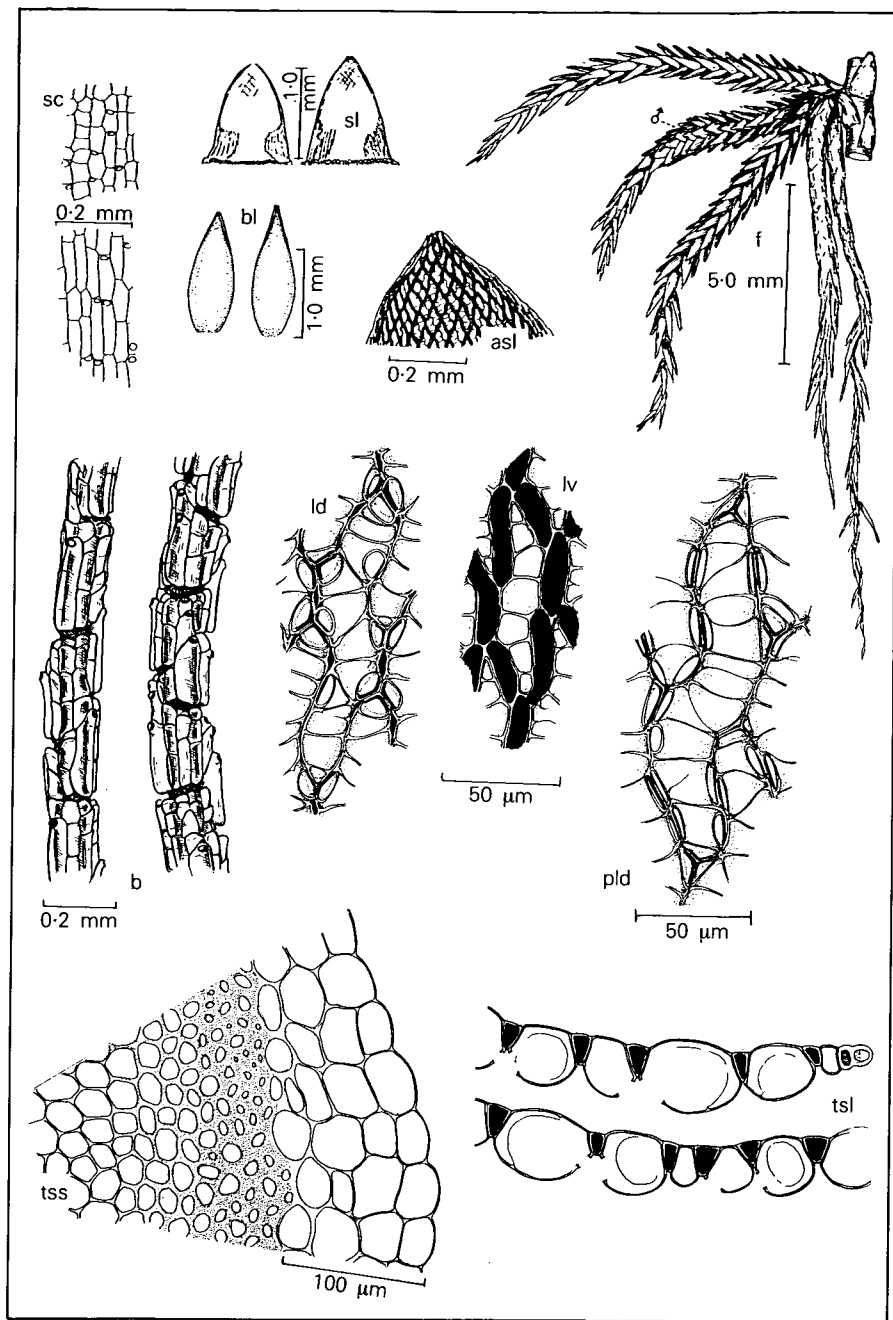 sc
0·2 mm
1·0
mm
sl
bl
1·0 mm
asl
0·2 mm
♂
f
5·0 mm
b
0·2 mm
ld
lv
50 µm
pld
50 µm
tss
100 µm
tsl